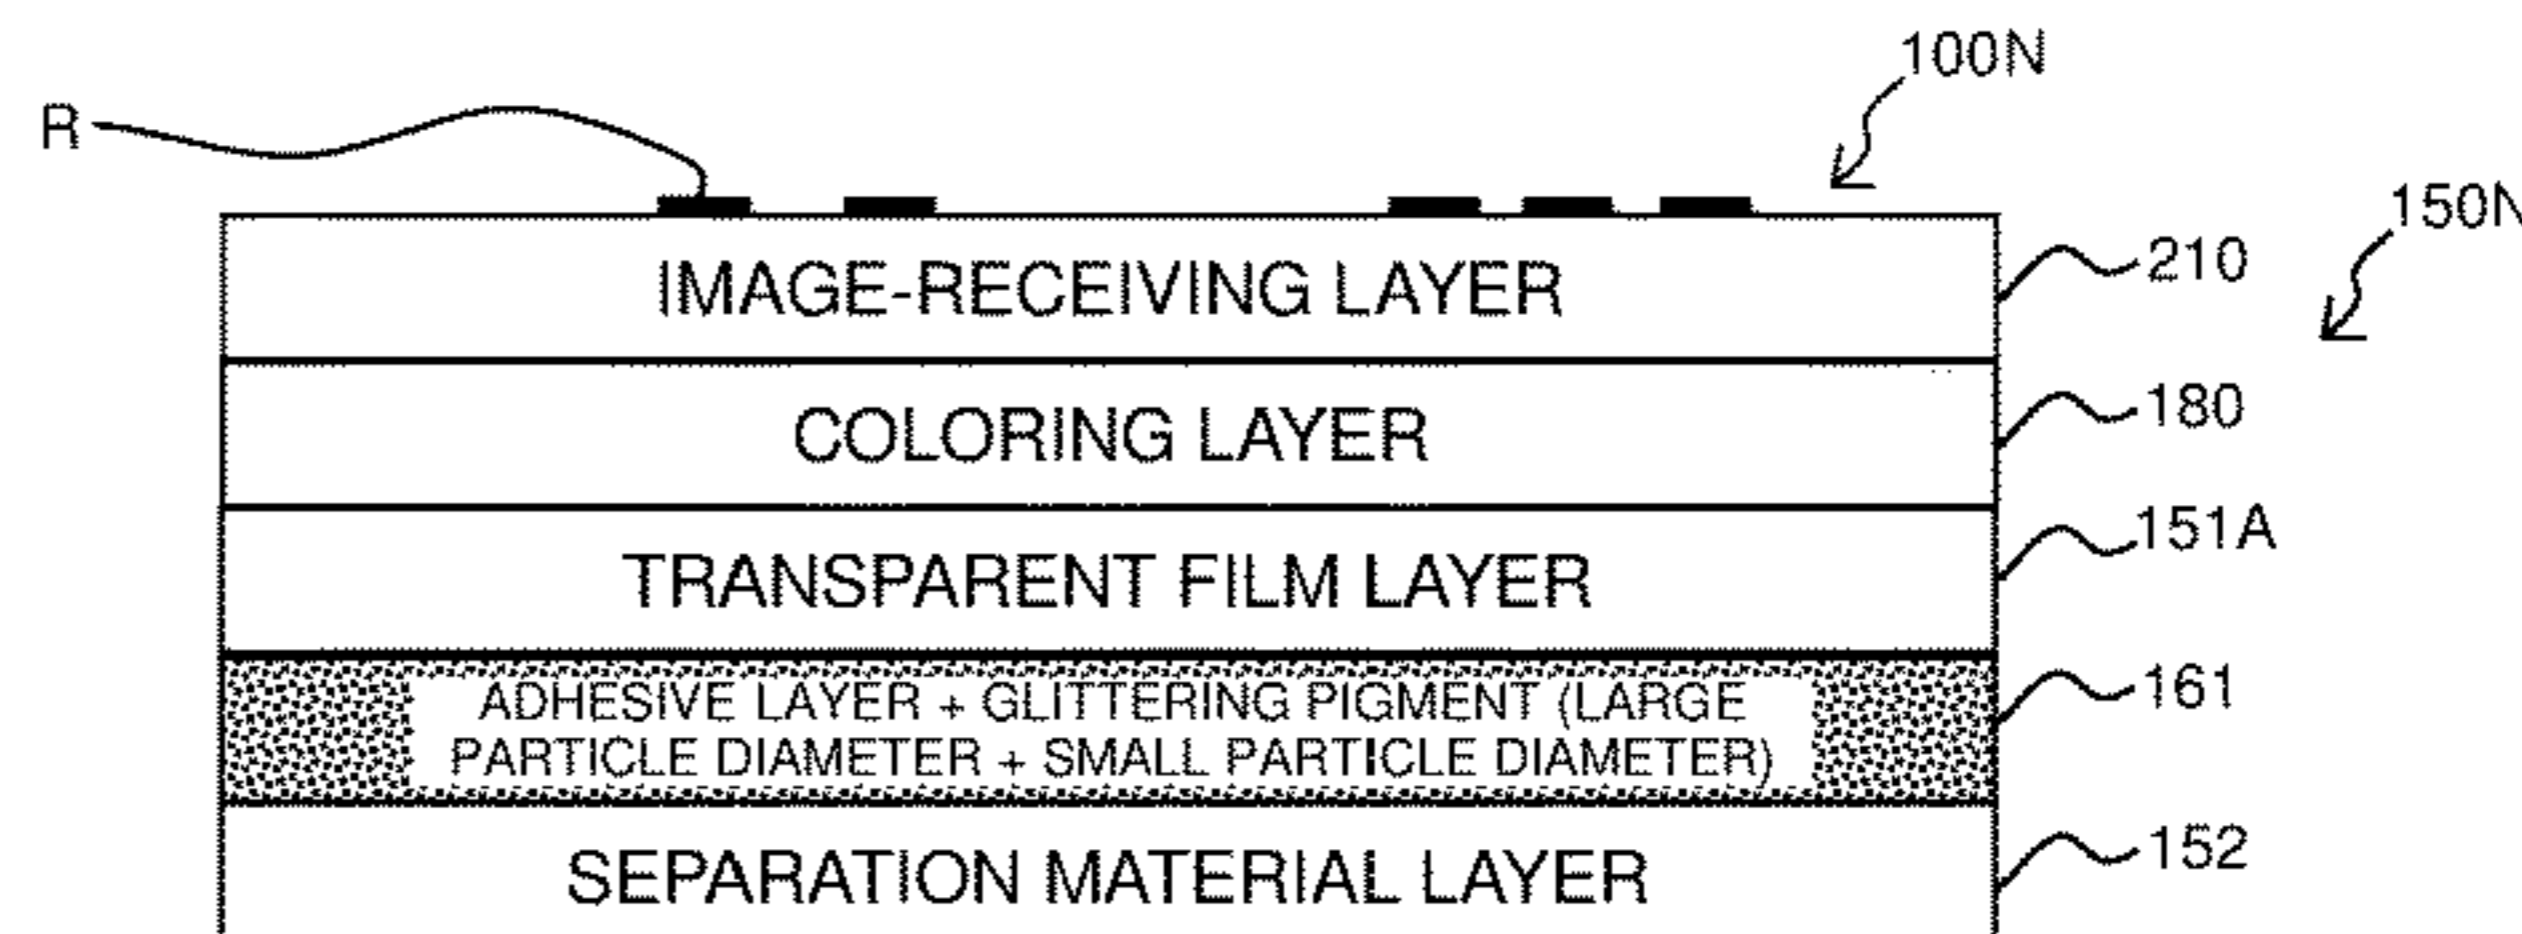 100N
R
150N
IMAGE-RECEIVING LAYER
210
COLORING LAYER
180
TRANSPARENT FILM LAYER
151A
ADHESIVE LAYER + GLITTERING PIGMENT (LARGE
PARTICLE DIAMETER + SMALL PARTICLE DIAMETER)
161
SEPARATION MATERIAL LAYER
152